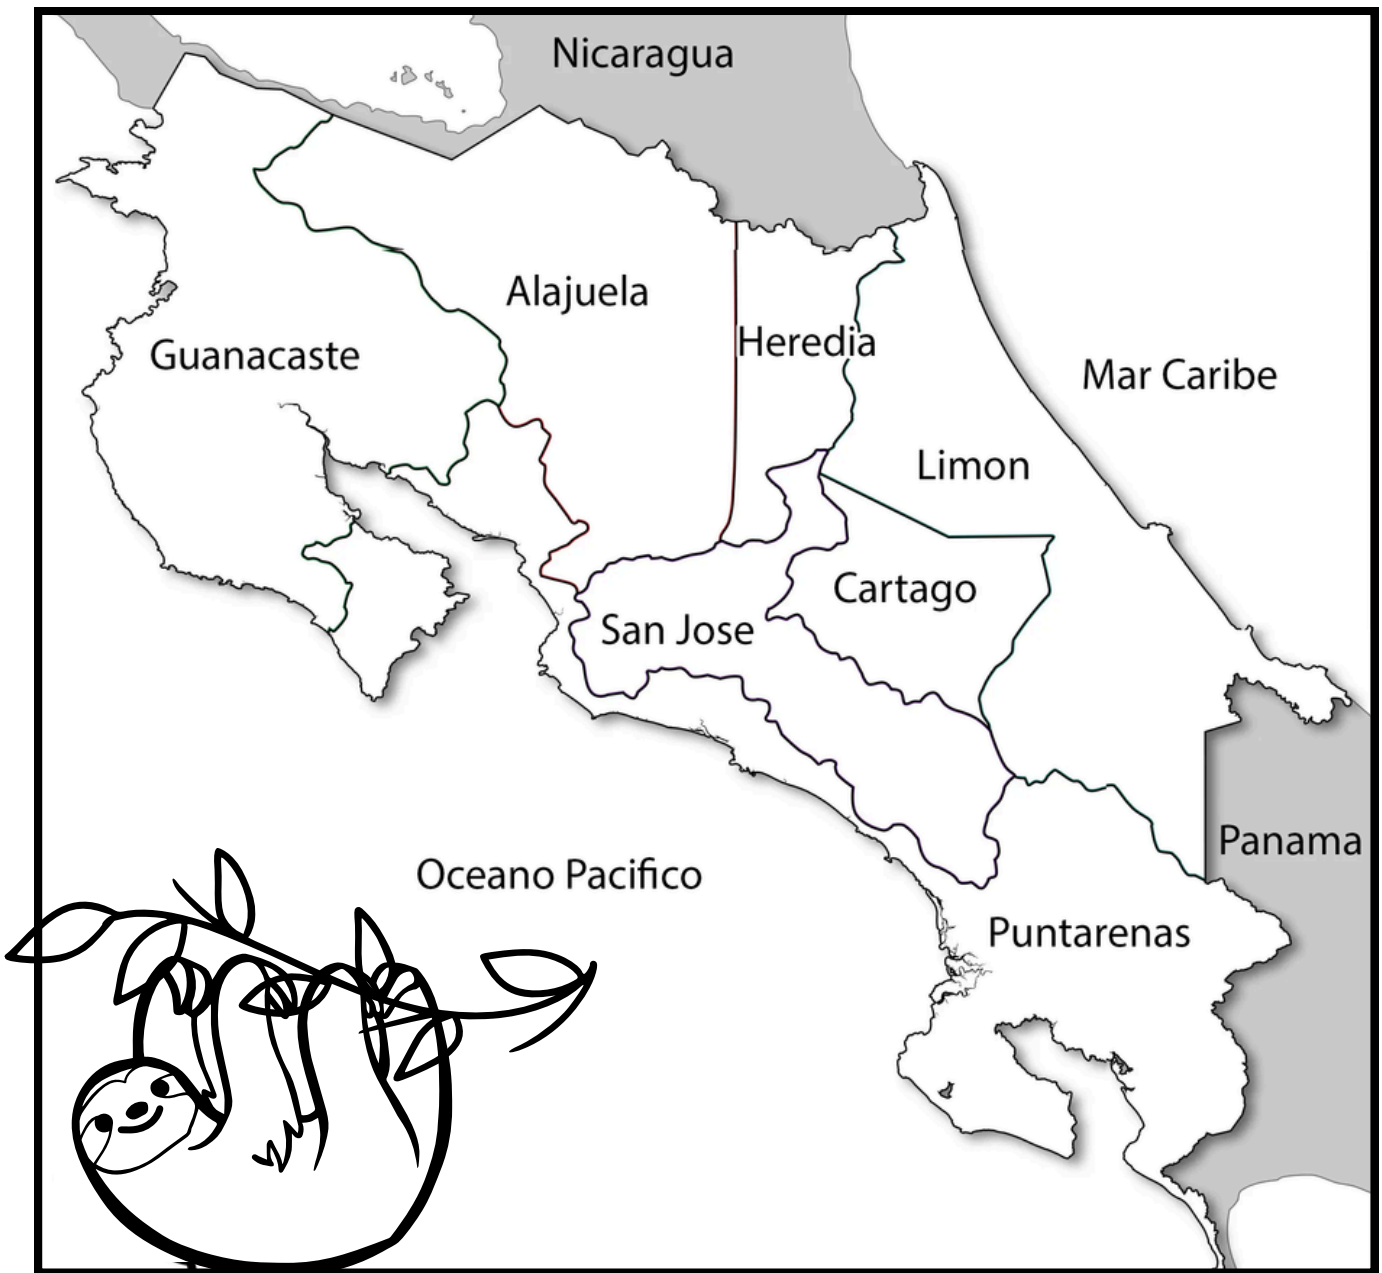 Nicaragua
Alajuela
Heredia
Guanacaste
Mar Caribe
Limon
Cartago
San Jose
Panama
Oceano Pacifico
Puntarenas